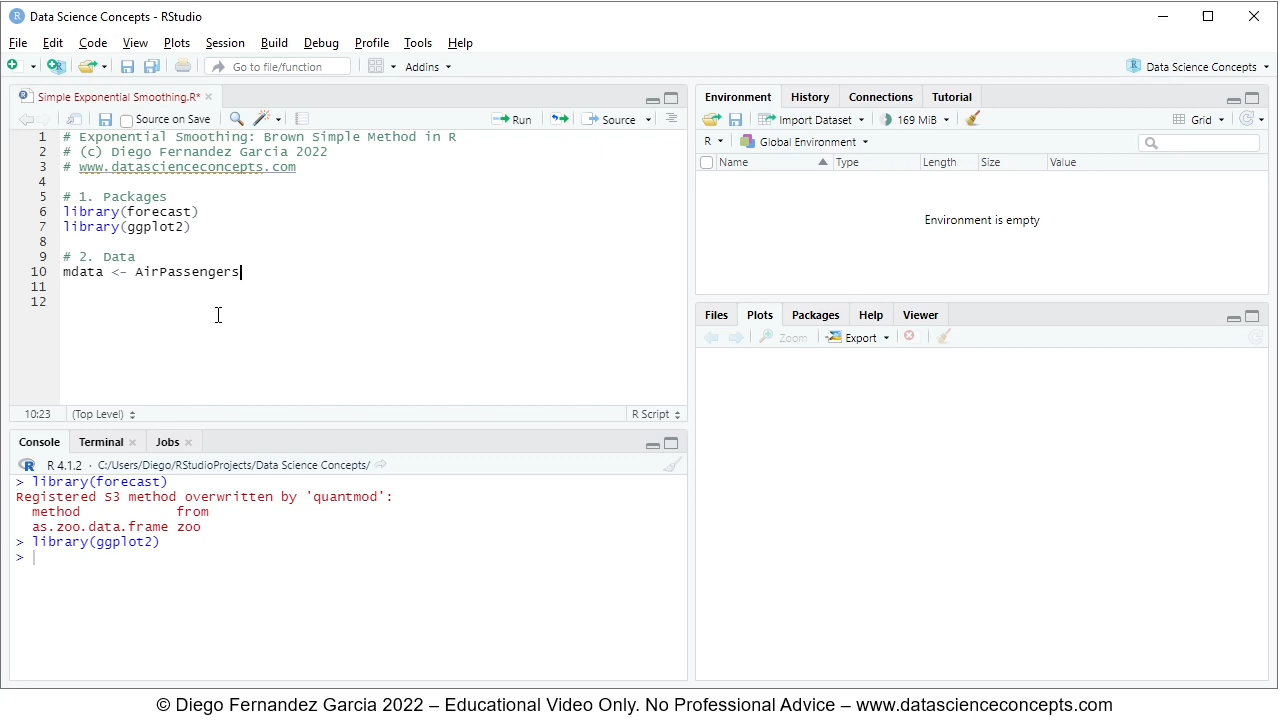 Data Science Concepts - RStudio
File Edit Code View Plots Session Build Debug Profile Tools Help
Go to file/function Addins Data Science Concepts
Simple Exponential Smoothing.R*
Source on Save Run Source
1 # Exponential Smoothing: Brown Simple Method in R
2 # (c) Diego Fernandez Garcia 2022
3 # www.datascienceconcepts.com
4
5 # 1. Packages
6 library(forecast)
7 library(ggplot2)
8
9 # 2. Data
10 mdata <- AirPassengers
11
12
10:23 (Top Level) R Script
Console Terminal Jobs
R 4.1.2 · C:/Users/Diego/RStudioProjects/Data Science Concepts/
> library(forecast)
Registered S3 method overwritten by 'quantmod':
method from
as.zoo.data.frame zoo
> library(ggplot2)
>
Environment History Connections Tutorial
Import Dataset 169 MiB Grid
R Global Environment
Name Type Length Size Value
Environment is empty
Files Plots Packages Help Viewer
Zoom Export
© Diego Fernandez Garcia 2022 – Educational Video Only. No Professional Advice – www.datascienceconcepts.com